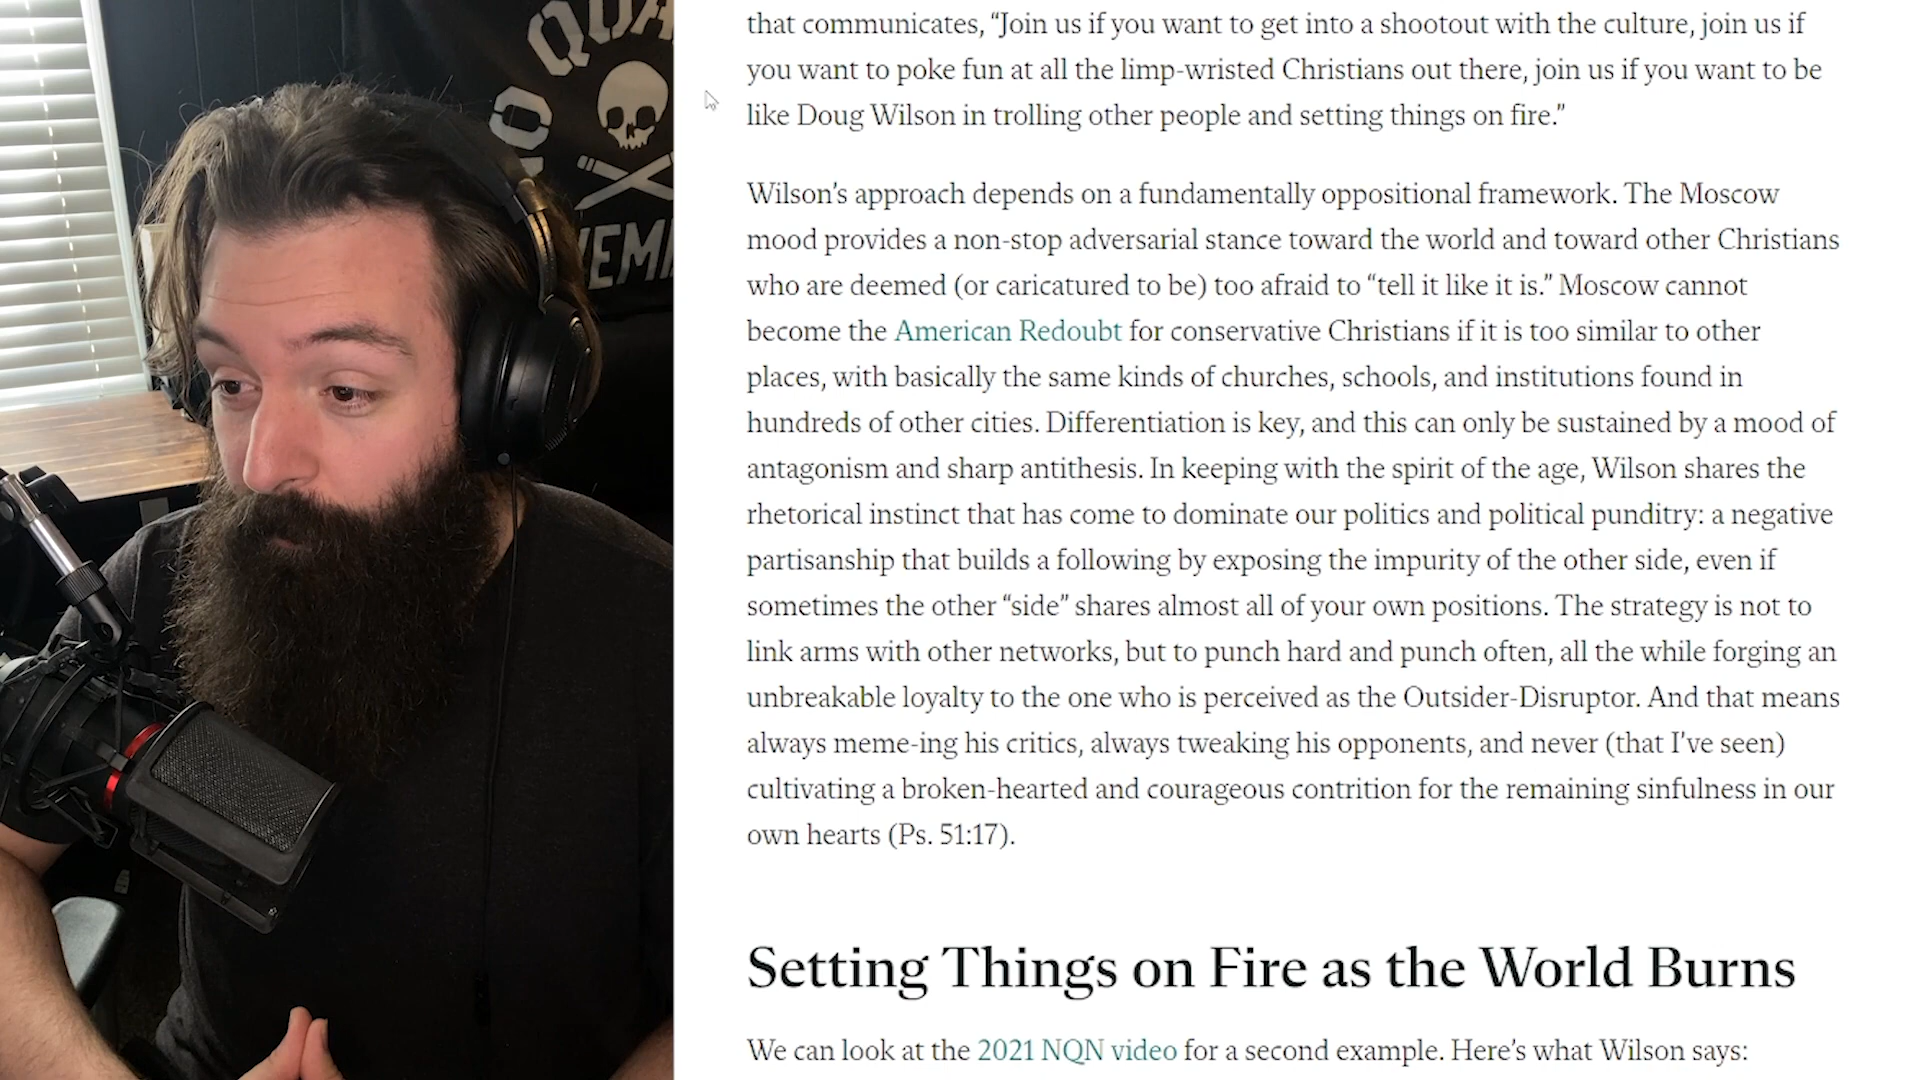 NO QUA
VEMB
that communicates, “Join us if you want to get into a shootout with the culture, join us if
you want to poke fun at all the limp-wristed Christians out there, join us if you want to be
like Doug Wilson in trolling other people and setting things on fire.”
Wilson’s approach depends on a fundamentally oppositional framework. The Moscow
mood provides a non-stop adversarial stance toward the world and toward other Christians
who are deemed (or caricatured to be) too afraid to “tell it like it is.” Moscow cannot
become the American Redoubt for conservative Christians if it is too similar to other
places, with basically the same kinds of churches, schools, and institutions found in
hundreds of other cities. Differentiation is key, and this can only be sustained by a mood of
antagonism and sharp antithesis. In keeping with the spirit of the age, Wilson shares the
rhetorical instinct that has come to dominate our politics and political punditry: a negative
partisanship that builds a following by exposing the impurity of the other side, even if
sometimes the other “side” shares almost all of your own positions. The strategy is not to
link arms with other networks, but to punch hard and punch often, all the while forging an
unbreakable loyalty to the one who is perceived as the Outsider-Disruptor. And that means
always meme-ing his critics, always tweaking his opponents, and never (that I’ve seen)
cultivating a broken-hearted and courageous contrition for the remaining sinfulness in our
own hearts (Ps. 51:17).
Setting Things on Fire as the World Burns
We can look at the 2021 NQN video for a second example. Here’s what Wilson says: